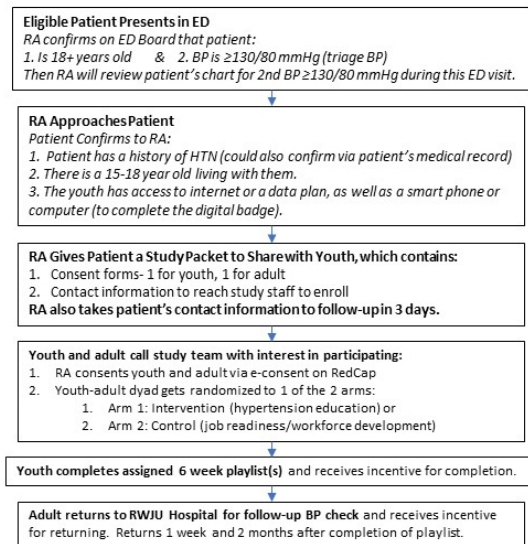 Eligible Patient Presents in ED
RA confirms on ED Board that patient:
1. Is 18+ years old & 2. BP is ≥130/80 mmHg (triage BP)
Then RA will review patient's chart for 2nd BP ≥130/80 mmHg during this ED visit.
RA Approaches Patient
Patient Confirms to RA:
1. Patient has a history of HTN (could also confirm via patient's medical record)
2. There is a 15-18 year old living with them.
3. The youth has access to internet or a data plan, as well as a smart phone or
computer (to complete the digital badge).
RA Gives Patient a Study Packet to Share with Youth, which contains:
1. Consent forms- 1 for youth, 1 for adult
2. Contact information to reach study staff to enroll
RA also takes patient's contact information to follow-up in 3 days.
Youth and adult call study team with interest in participating:
1. RA consents youth and adult via e-consent on RedCap
2. Youth-adult dyad gets randomized to 1 of the 2 arms:
1. Arm 1: Intervention (hypertension education) or
2. Arm 2: Control (job readiness/workforce development)
Youth completes assigned 6 week playlist(s) and receives incentive for completion.
Adult returns to RWJU Hospital for follow-up BP check and receives incentive
for returning. Returns 1 week and 2 months after completion of playlist.